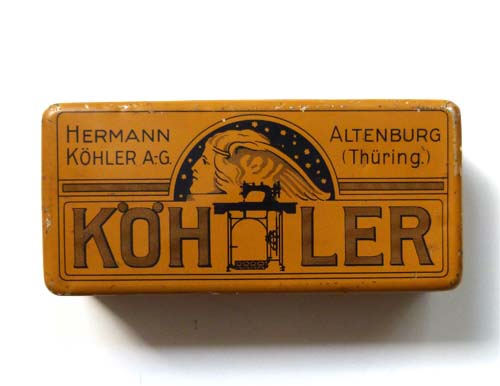 HERMANN
KÖHLER A:G.
ALTENBURG
(Thüring.)
KÖHLER